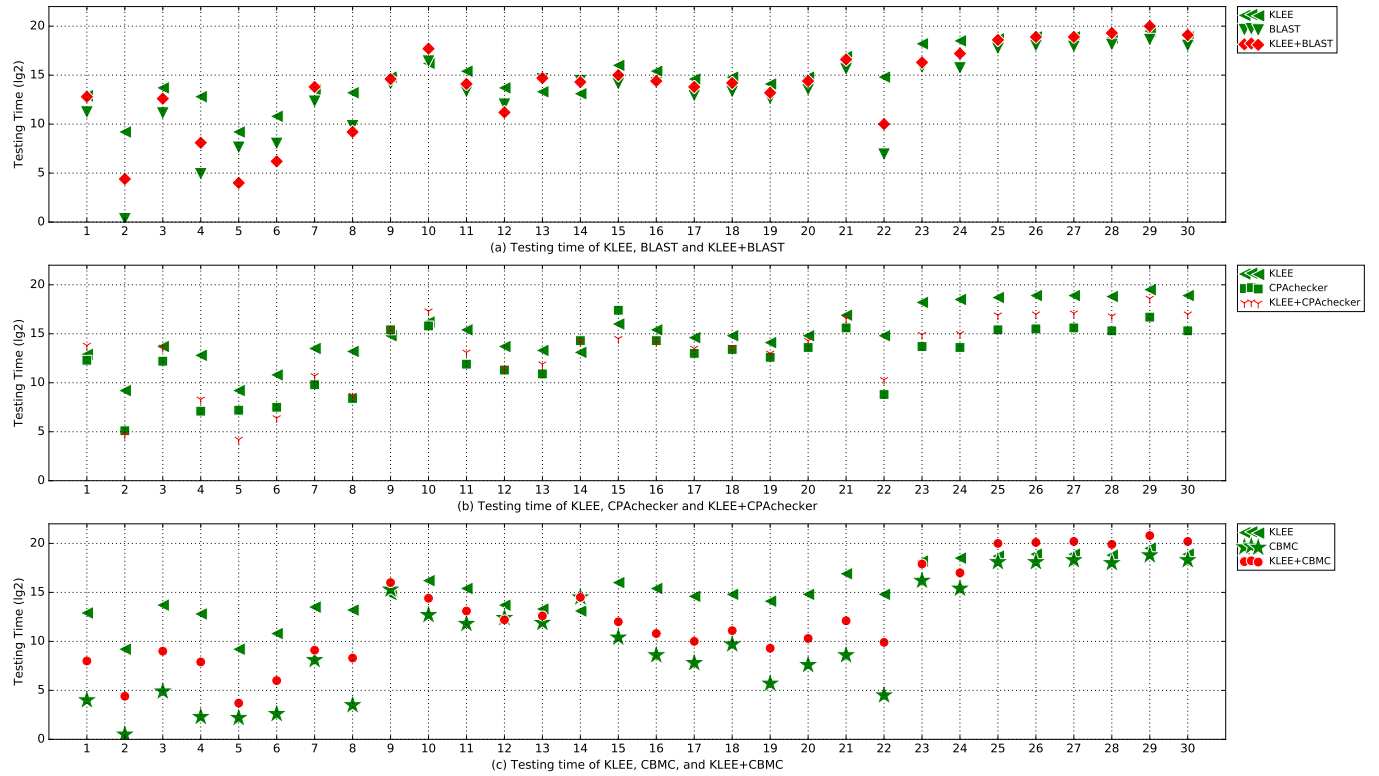 20
15
10
5
0
Testing Time (lg2)
1 2 3 4 5 6 7 8 9 10 11 12 13 14 15 16 17 18 19 20 21 22 23 24 25 26 27 28 29 30
(a) Testing time of KLEE, BLAST and KLEE+BLAST
KLEE
BLAST
KLEE+BLAST
20
15
10
5
0
Testing Time (lg2)
1 2 3 4 5 6 7 8 9 10 11 12 13 14 15 16 17 18 19 20 21 22 23 24 25 26 27 28 29 30
(b) Testing time of KLEE, CPAchecker and KLEE+CPAchecker
KLEE
CPAchecker
KLEE+CPAchecker
20
15
10
5
0
Testing Time (lg2)
1 2 3 4 5 6 7 8 9 10 11 12 13 14 15 16 17 18 19 20 21 22 23 24 25 26 27 28 29 30
(c) Testing time of KLEE, CBMC, and KLEE+CBMC
KLEE
CBMC
KLEE+CBMC